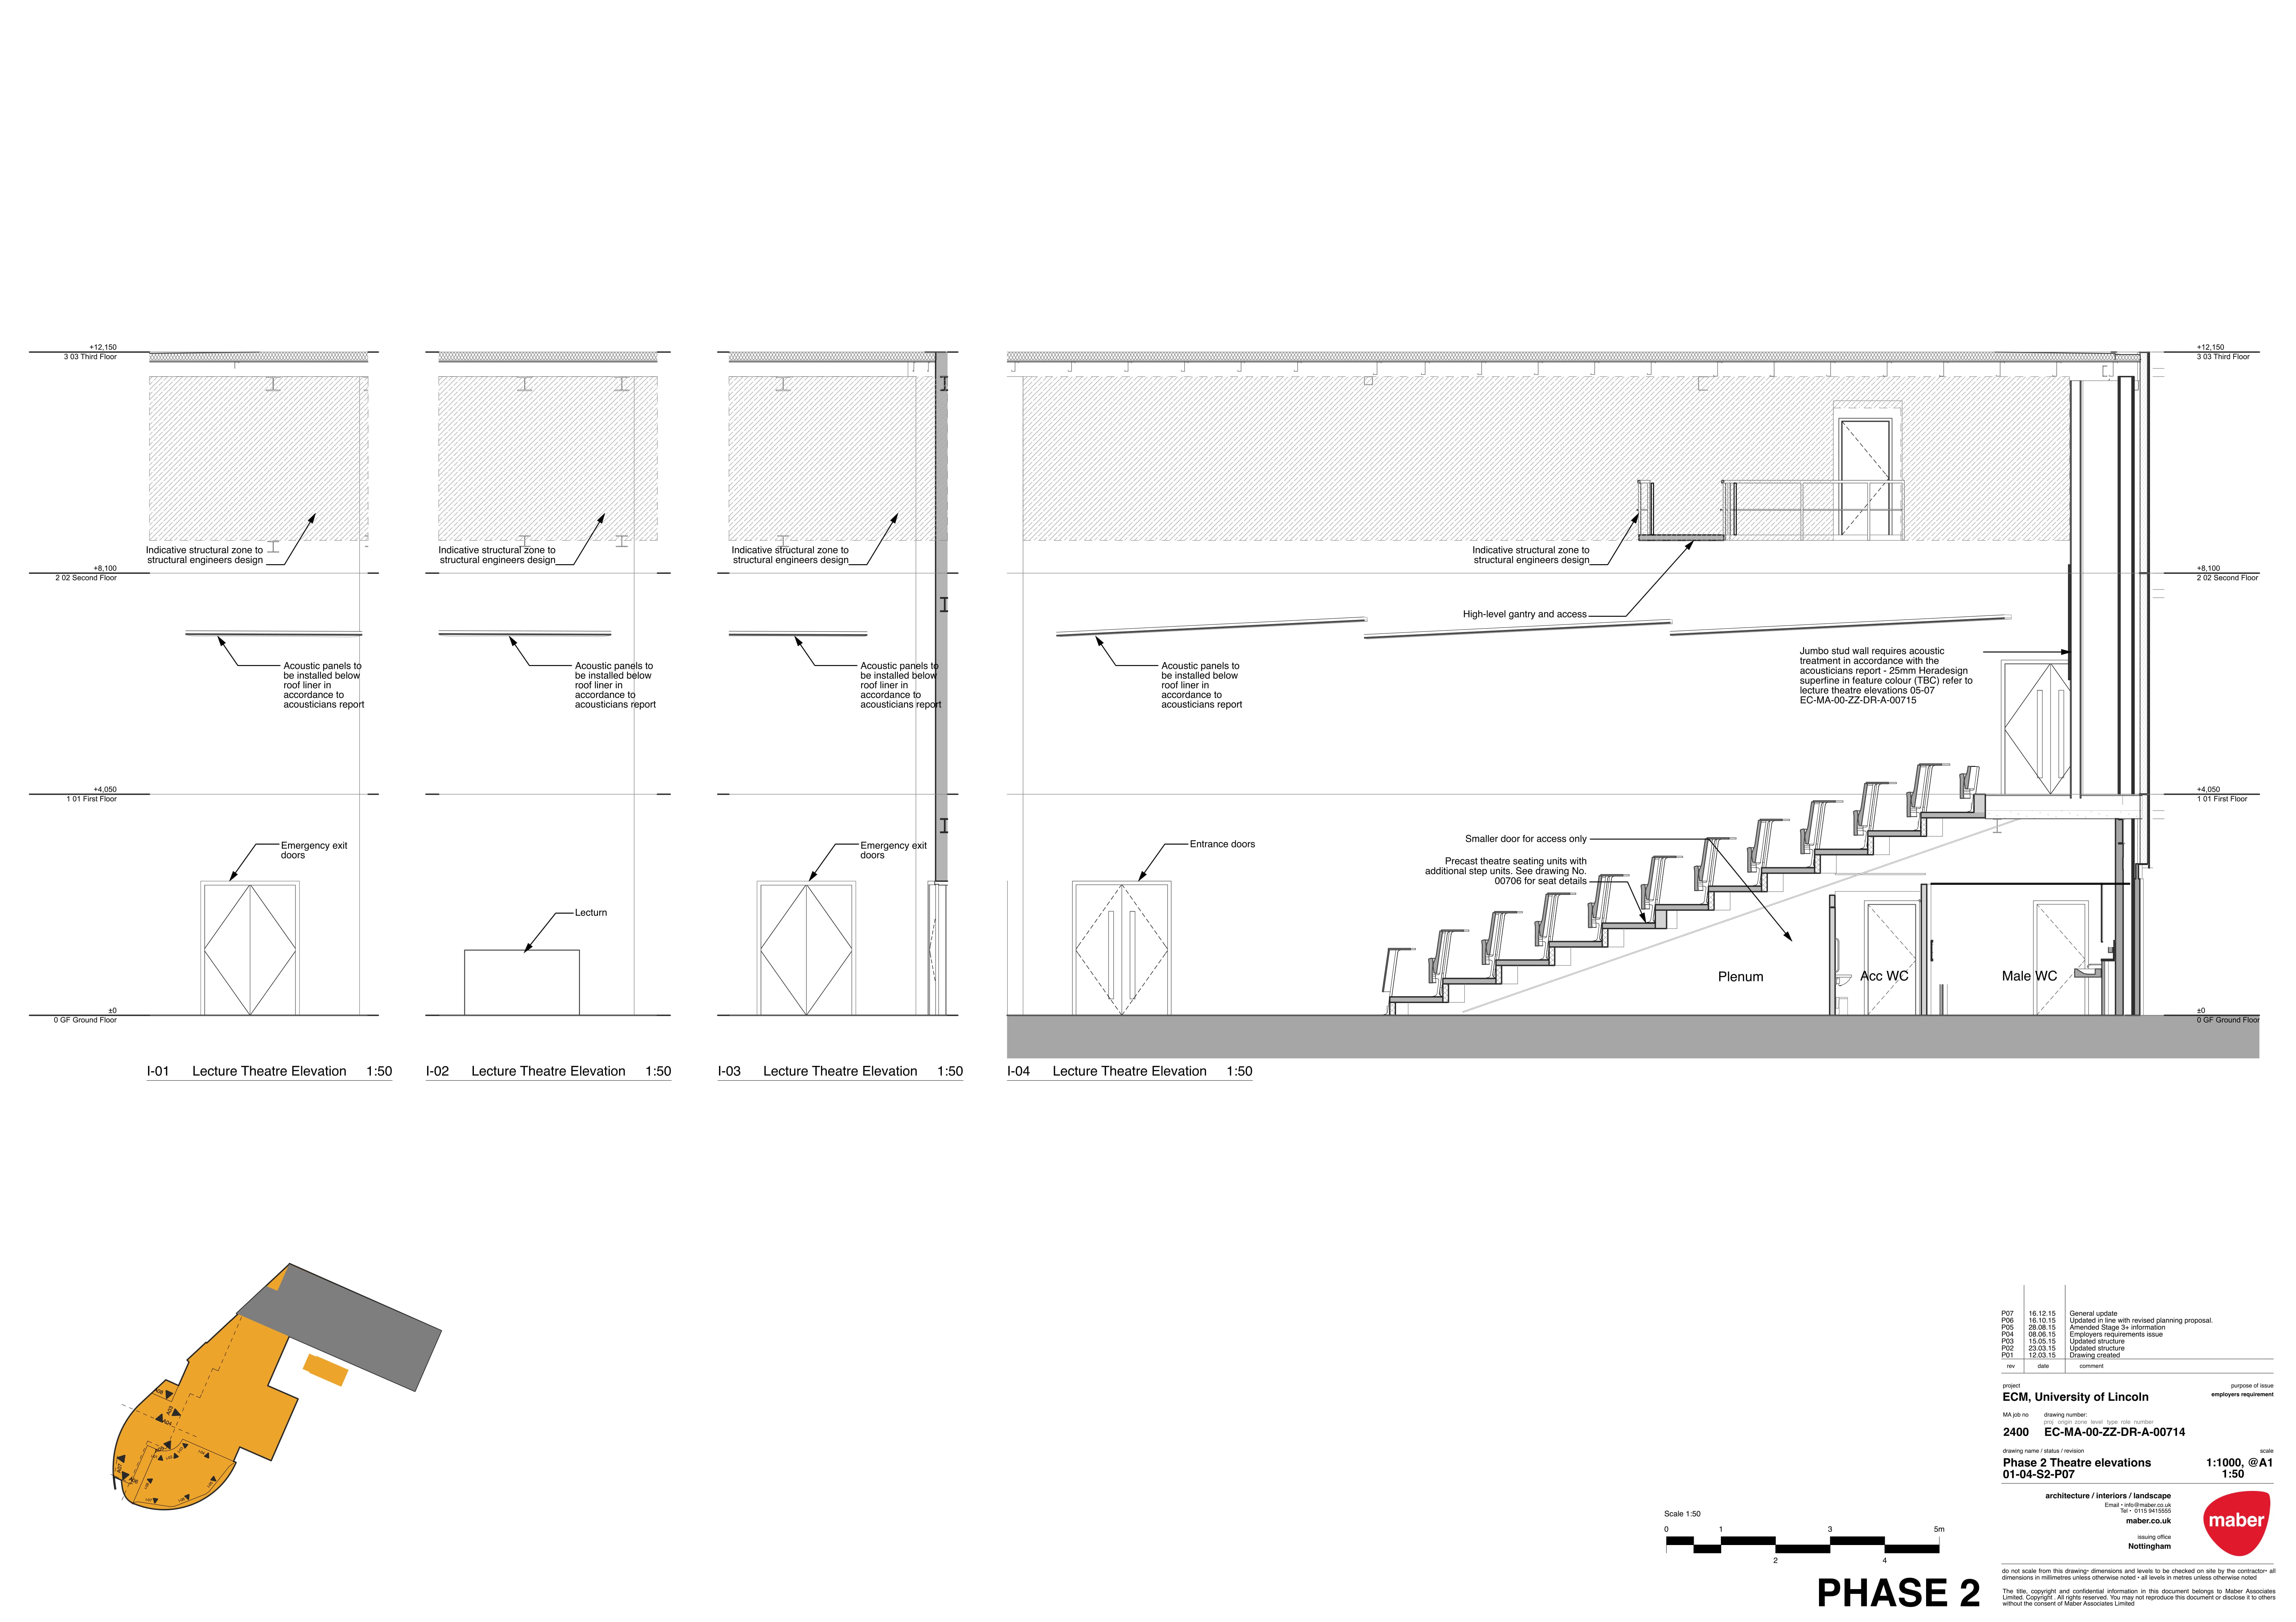 +12,150
3 03 Third Floor
+8,100
2 02 Second Floor
+4,050
1 01 First Floor
±0
0 GF Ground Floor
Indicative structural zone to
structural engineers design
Acoustic panels to
be installed below
roof liner in
accordance to
acousticians report
Emergency exit
doors
I-01 Lecture Theatre Elevation 1:50
Indicative structural zone to
structural engineers design
Acoustic panels to
be installed below
roof liner in
accordance to
acousticians report
Lecturn
I-02 Lecture Theatre Elevation 1:50
Indicative structural zone to
structural engineers design
Acoustic panels to
be installed below
roof liner in
accordance to
acousticians report
Emergency exit
doors
I-03 Lecture Theatre Elevation 1:50
Indicative structural zone to
structural engineers design
High-level gantry and access
Acoustic panels to
be installed below
roof liner in
accordance to
acousticians report
Jumbo stud wall requires acoustic
treatment in accordance with the
acousticians report - 25mm Heradesign
superfine in feature colour (TBC) refer to
lecture theatre elevations 05-07
EC-MA-00-ZZ-DR-A-00715
Entrance doors
Smaller door for access only
Precast theatre seating units with
additional step units. See drawing No.
00706 for seat details
Plenum
Acc WC
Male WC
I-04 Lecture Theatre Elevation 1:50
+12,150
3 03 Third Floor
+8,100
2 02 Second Floor
+4,050
1 01 First Floor
±0
0 GF Ground Floor
Scale 1:50
0 1 3 5m
2 4
PHASE 2
P07 16.12.15 General update
P06 16.10.15 Updated in line with revised planning proposal.
P05 28.08.15 Amended Stage 3+ information
P04 08.06.15 Employers requirements issue
P03 15.05.15 Updated structure
P02 23.03.15 Updated structure
P01 12.03.15 Drawing created
rev date comment
project purpose of issue
ECM, University of Lincoln employers requirement
MA job no drawing number:
proj origin zone level type role number
2400 EC-MA-00-ZZ-DR-A-00714
drawing name / status / revision scale
Phase 2 Theatre elevations 1:1000, @A1
01-04-S2-P07 1:50
architecture / interiors / landscape
Email • info@maber.co.uk
Tel • 0115 9415555
maber.co.uk
issuing office
Nottingham
maber
do not scale from this drawing• dimensions and levels to be checked on site by the contractor• all
dimensions in millimetres unless otherwise noted • all levels in metres unless otherwise noted
The title, copyright and confidential information in this document belongs to Maber Associates
Limited. Copyright . All rights reserved. You may not reproduce this document or disclose it to others
without the consent of Maber Associates Limited